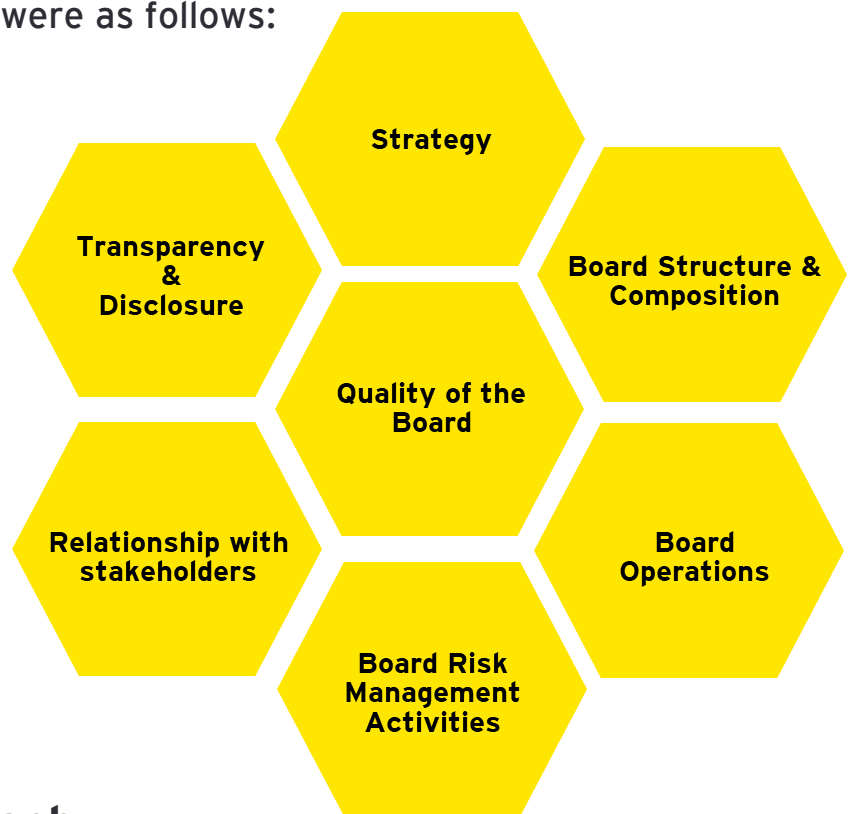 were as follows:
Strategy
Transparency
&
Disclosure
Board Structure &
Composition
Quality of the
Board
Relationship with
stakeholders
Board
Operations
Board Risk
Management
Activities